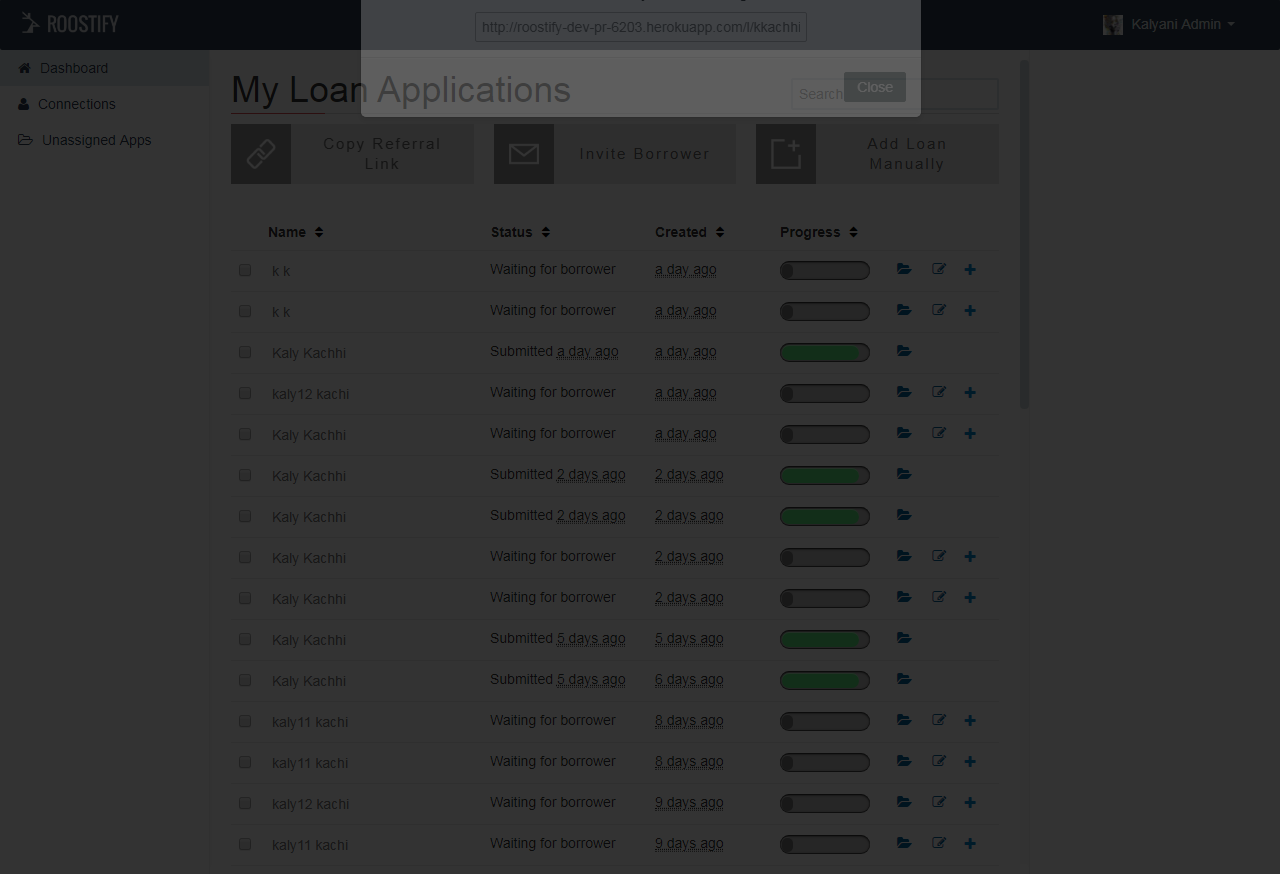 ROOSTIFY
http://roostify-dev-pr-6203.herokuapp.com/l/kkachhi
Kalyani Admin
Dashboard
Connections
Unassigned Apps
My Loan Applications
Search
Close
Copy Referral Link
Invite Borrower
Add Loan Manually
Name Status Created Progress
k k Waiting for borrower a day ago
k k Waiting for borrower a day ago
Kaly Kachhi Submitted a day ago a day ago
kaly12 kachi Waiting for borrower a day ago
Kaly Kachhi Waiting for borrower a day ago
Kaly Kachhi Submitted 2 days ago 2 days ago
Kaly Kachhi Submitted 2 days ago 2 days ago
Kaly Kachhi Waiting for borrower 2 days ago
Kaly Kachhi Waiting for borrower 2 days ago
Kaly Kachhi Submitted 5 days ago 5 days ago
Kaly Kachhi Submitted 5 days ago 6 days ago
kaly11 kachi Waiting for borrower 8 days ago
kaly11 kachi Waiting for borrower 8 days ago
kaly12 kachi Waiting for borrower 9 days ago
kaly11 kachi Waiting for borrower 9 days ago